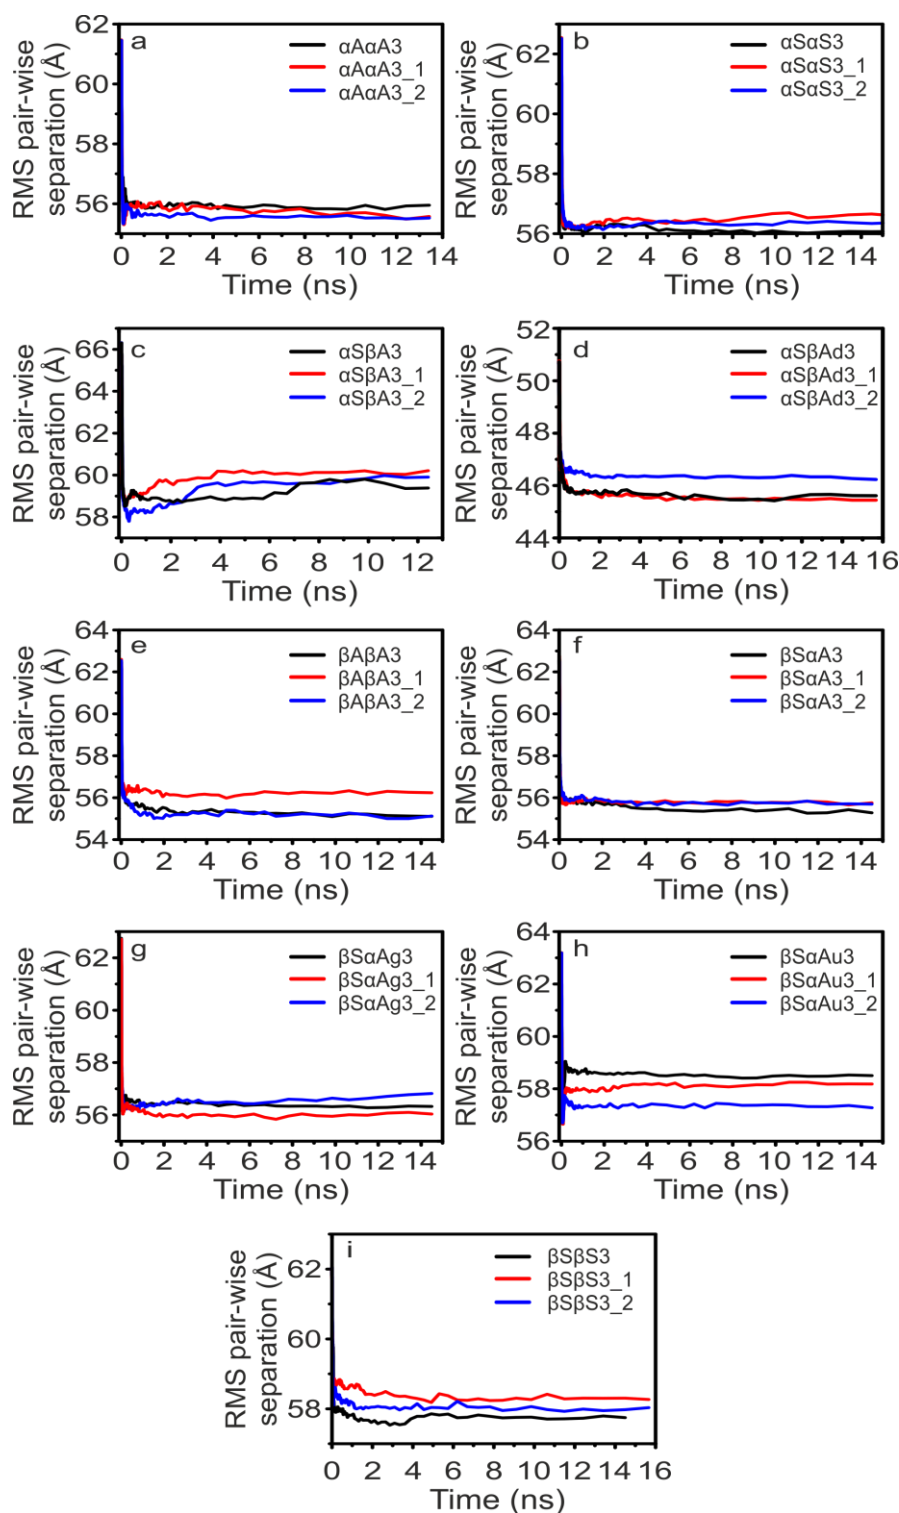 RMS pair-wise
separation (Å)
62
60
58
56
a
αAαA3
αAαA3_1
αAαA3_2
0 2 4 6 8 10 12 14
Time (ns)
RMS pair-wise
separation (Å)
62
60
58
56
b
αSαS3
αSαS3_1
αSαS3_2
0 2 4 6 8 10 12 14
Time (ns)
RMS pair-wise
separation (Å)
66
64
62
60
58
c
αSβA3
αSβA3_1
αSβA3_2
0 2 4 6 8 10 12
Time (ns)
RMS pair-wise
separation (Å)
52
50
48
46
44
d
αSβAd3
αSβAd3_1
αSβAd3_2
0 2 4 6 8 10 12 14 16
Time (ns)
RMS pair-wise
separation (Å)
64
62
60
58
56
54
e
βAβA3
βAβA3_1
βAβA3_2
0 2 4 6 8 10 12 14
Time (ns)
RMS pair-wise
separation (Å)
64
62
60
58
56
54
f
βSαA3
βSαA3_1
βSαA3_2
0 2 4 6 8 10 12 14
Time (ns)
RMS pair-wise
separation (Å)
62
60
58
56
g
βSαAg3
βSαAg3_1
βSαAg3_2
0 2 4 6 8 10 12 14
Time (ns)
RMS pair-wise
separation (Å)
64
62
60
58
56
h
βSαAu3
βSαAu3_1
βSαAu3_2
0 2 4 6 8 10 12 14
Time (ns)
RMS pair-wise
separation (Å)
62
60
58
i
βSβS3
βSβS3_1
βSβS3_2
0 2 4 6 8 10 12 14 16
Time (ns)